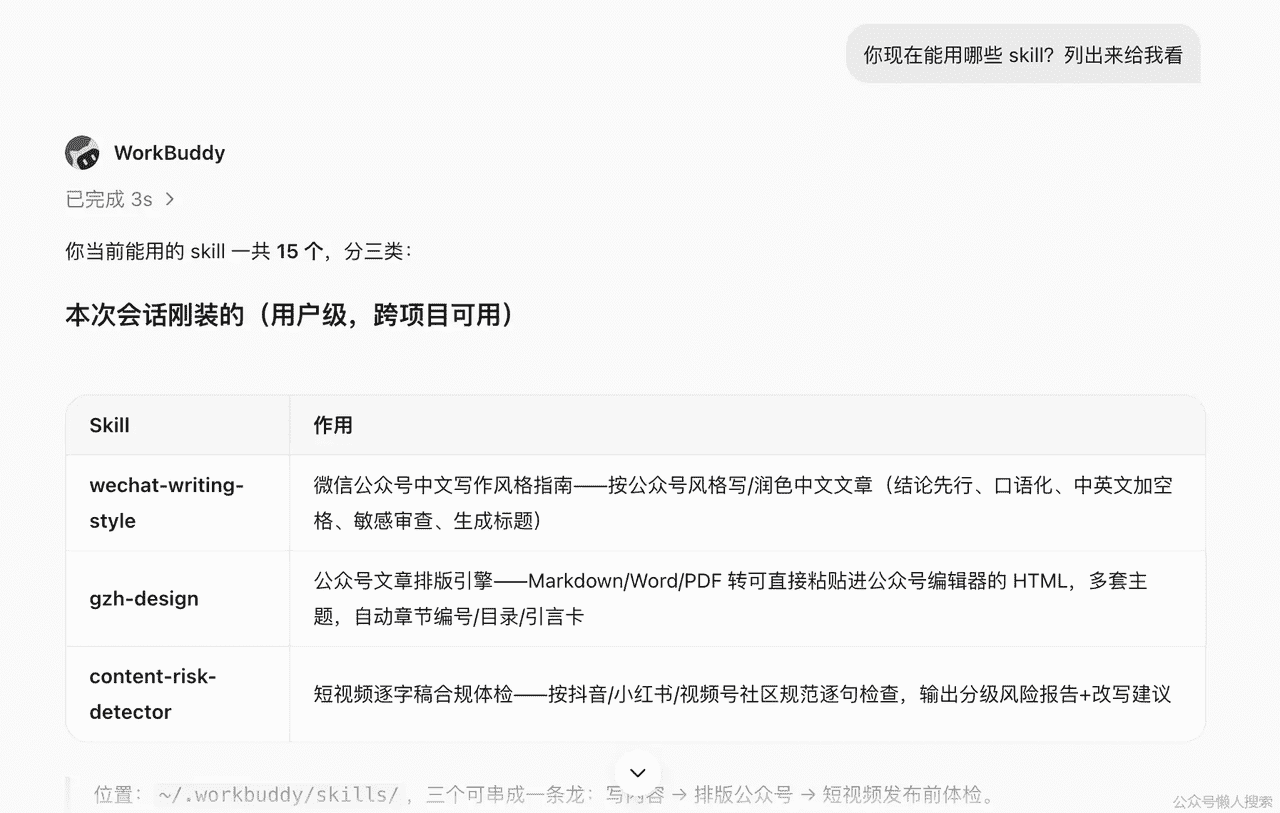 你现在能用哪些 skill？列出来给我看
WorkBuddy
已完成 3s
你当前能用的 skill 一共 15 个，分三类：
本次会话刚装的（用户级，跨项目可用）
Skill
作用
wechat-writing-
style
微信公众号中文写作风格指南——按公众号风格写/润色中文文章（结论先行、口语化、中英文加空
格、敏感审查、生成标题）
gzh-design
公众号文章排版引擎——Markdown/Word/PDF 转可直接粘贴进公众号编辑器的 HTML，多套主
题，自动章节编号/目录/引言卡
content-risk-
detector
短视频逐字稿合规体检——按抖音/小红书/视频号社区规范逐句检查，输出分级风险报告+改写建议
位置：~/.workbuddy/skills/，三个可串成一条龙：写内容 → 排版公众号 → 短视频发布前体检。
公众号懒人搜索